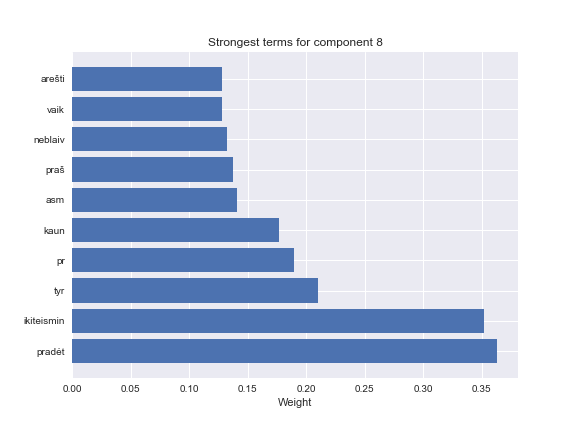 Strongest terms for component 8
arešti
vaik
neblaiv
praš
asm
kaun
pr
tyr
ikiteismin
pradėt
0.00 0.05 0.10 0.15 0.20 0.25 0.30 0.35
Weight